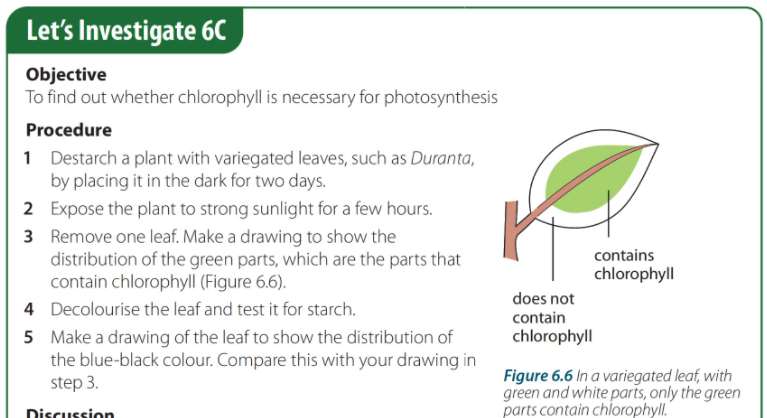 Let's Investigate 6C
Objective
To find out whether chlorophyll is necessary for photosynthesis
Procedure
1 Destarch a plant with variegated leaves, such as Duranta,
by placing it in the dark for two days.
2 Expose the plant to strong sunlight for a few hours.
3 Remove one leaf. Make a drawing to show the
distribution of the green parts, which are the parts that
contain chlorophyll (Figure 6.6).
4 Decolourise the leaf and test it for starch.
5 Make a drawing of the leaf to show the distribution of
the blue-black colour. Compare this with your drawing in
step 3.
Discussion
contains
chlorophyll
does not
contain
chlorophyll
Figure 6.6 In a variegated leaf, with
green and white parts, only the green
parts contain chlorophyll.